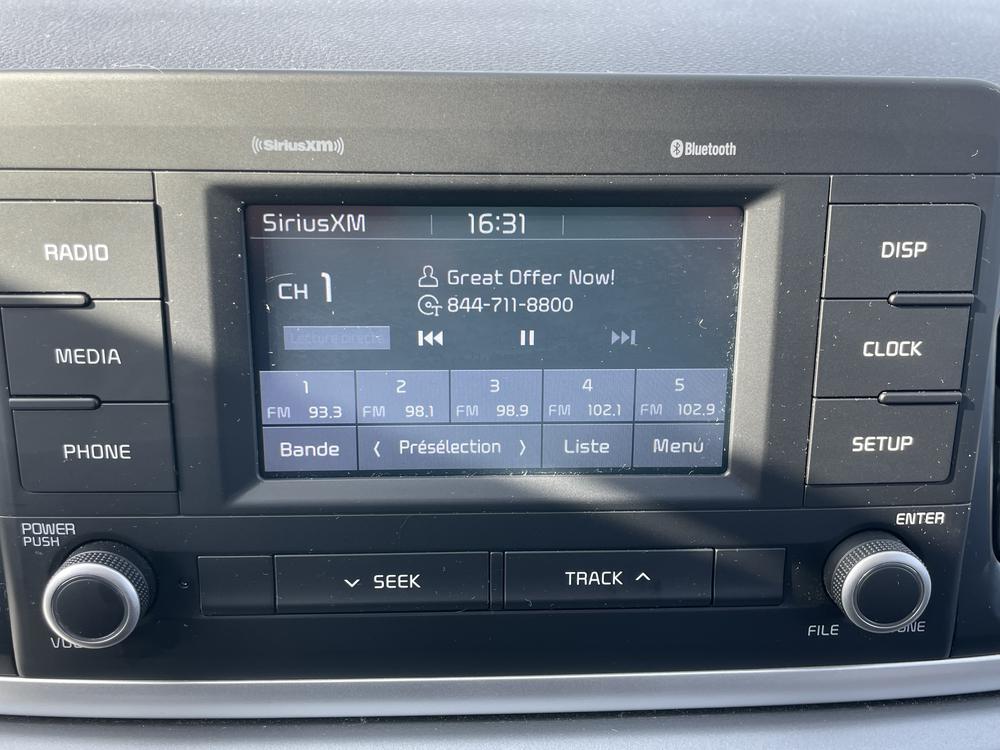 ((SiriusXM))
Bluetooth
RADIO
MEDIA
PHONE
SiriusXM
16:31
CH 1
Great Offer Now!
844-711-8800
Lecture directe
1 2 3 4 5
FM 93.3 FM 98.1 FM 98.9 FM 102.1 FM 102.9
Bande 〈 Présélection 〉 Liste Menu
DISP
CLOCK
SETUP
POWER
PUSH
SEEK
TRACK
ENTER
FILE